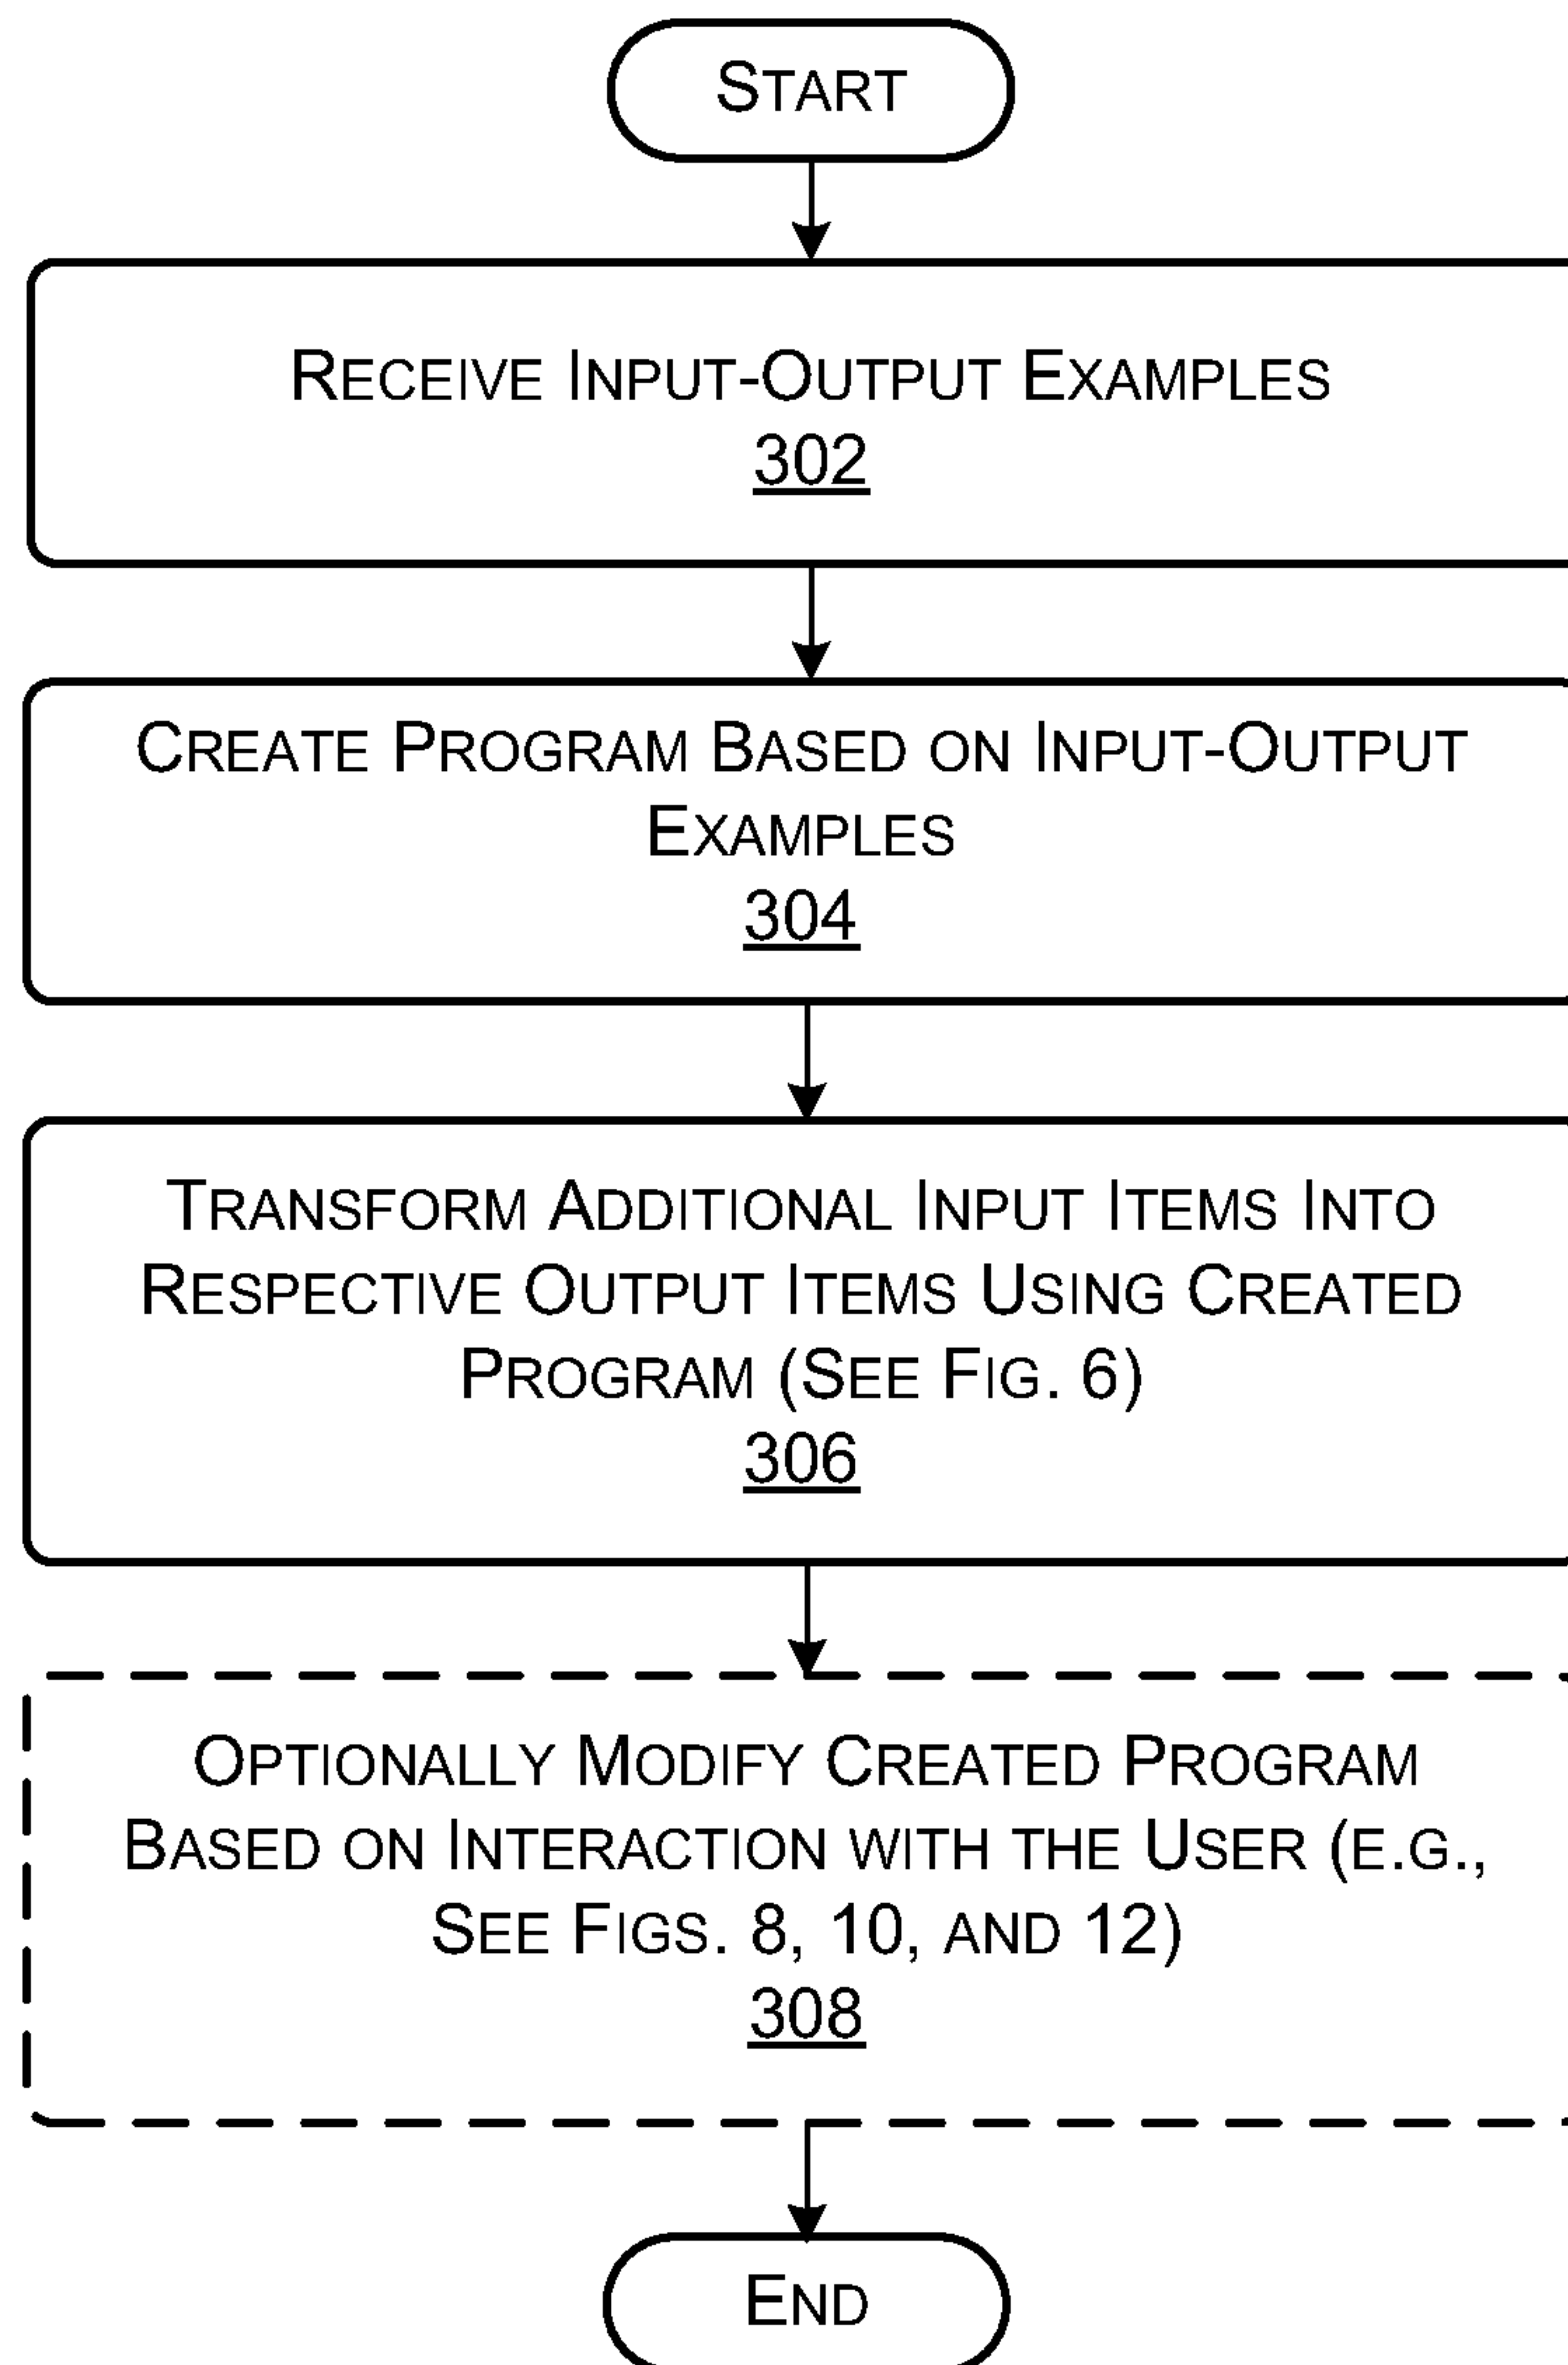 START
RECEIVE INPUT-OUTPUT EXAMPLES
302
CREATE PROGRAM BASED ON INPUT-OUTPUT
EXAMPLES
304
TRANSFORM ADDITIONAL INPUT ITEMS INTO
RESPECTIVE OUTPUT ITEMS USING CREATED
PROGRAM (SEE FIG. 6)
306
OPTIONALLY MODIFY CREATED PROGRAM
BASED ON INTERACTION WITH THE USER (E.G.,
SEE FIGS. 8, 10, AND 12)
308
END